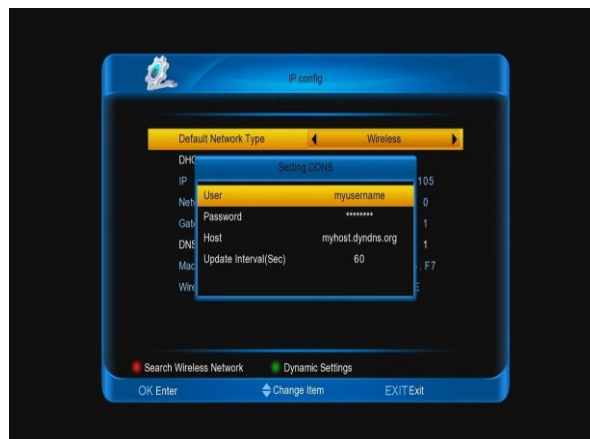 IP config
Default Network Type Wireless
DHC
Setting DDNS
IP 105
User myusername
Net 0
Password ********
Gate 1
Host myhost.dyndns.org
DNS 1
Update Interval(Sec) 60
Mac . F7
Wire E
Search Wireless Network Dynamic Settings
OK Enter Change Item EXIT Exit